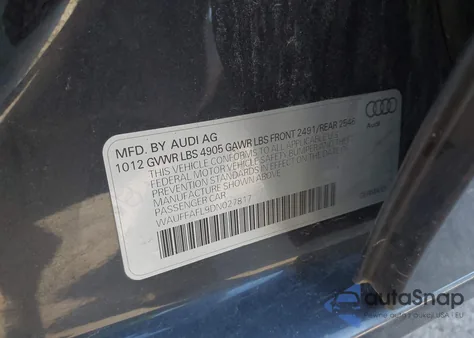 MFD. BY AUDI AG
1012 GVWR LBS 4905 GAWR LBS FRONT 2491/REAR 2546
THIS VEHICLE CONFORMS TO ALL APPLICABLE U.S.
FEDERAL MOTOR VEHICLE SAFETY, BUMPER, AND THEFT
PREVENTION STANDARDS IN EFFECT ON THE DATE OF
MANUFACTURE SHOWN ABOVE.
PASSENGER CAR
WAUFFAFL9DN027817
Audi
autoSnap
USA - EU